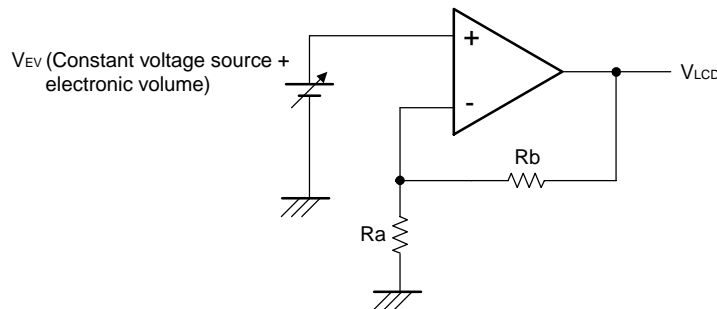 VEV (Constant voltage source +
electronic volume)
+
-
VLCD
Rb
Ra